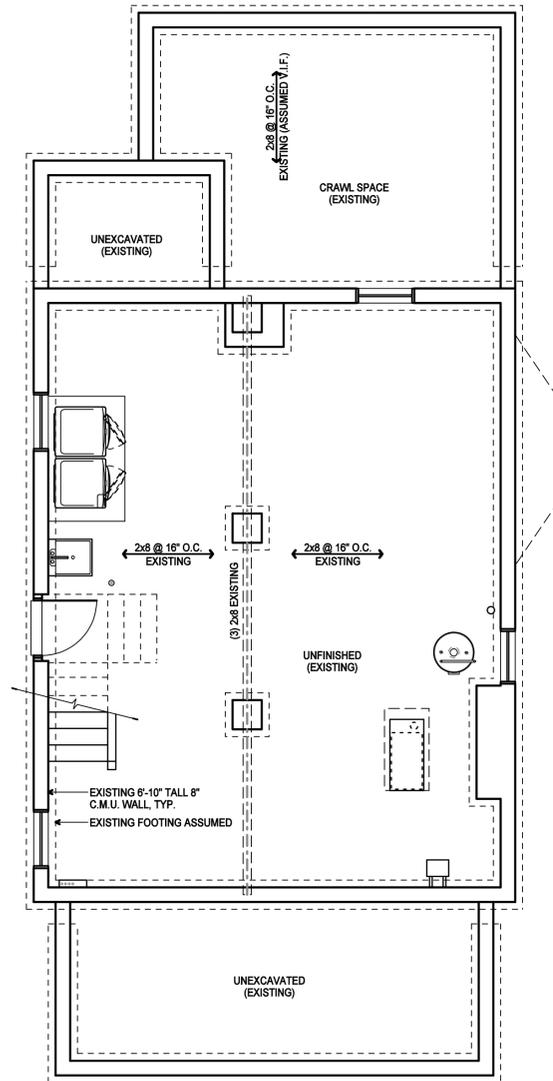 2x8 @ 16" O.C.
EXISTING (ASSUMED V.I.F.)
CRAWL SPACE
(EXISTING)
UNEXCAVATED
(EXISTING)
2x8 @ 16" O.C.
EXISTING
2x8 @ 16" O.C.
EXISTING
(3) 2x8 EXISTING
UNFINISHED
(EXISTING)
EXISTING 6'-10" TALL 8"
C.M.U. WALL, TYP.
EXISTING FOOTING ASSUMED
UNEXCAVATED
(EXISTING)